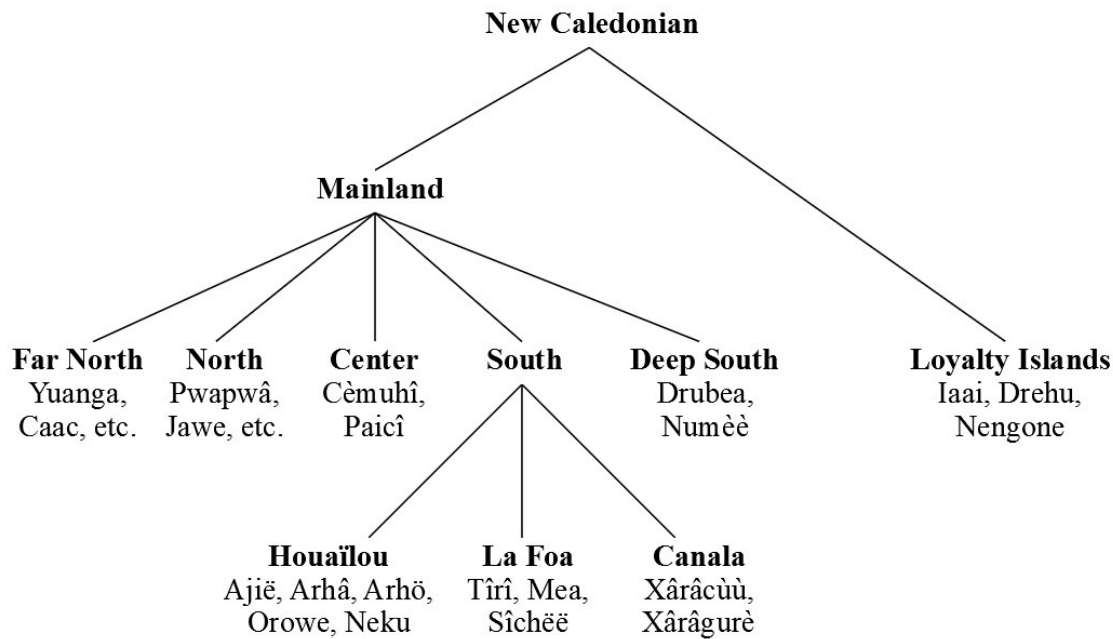 New Caledonian
Mainland
Far North
Yuanga,
Caac, etc.
North
Pwapwâ,
Jawe, etc.
Center
Cèmuhî,
Paicî
South
Deep South
Drubea,
Numèè
Loyalty Islands
Iaai, Drehu,
Nengone
Houaïlou
Ajië, Arhâ, Arhö,
Orowe, Neku
La Foa
Tîrî, Mea,
Sîchëë
Canala
Xârâcùù,
Xârâgurè